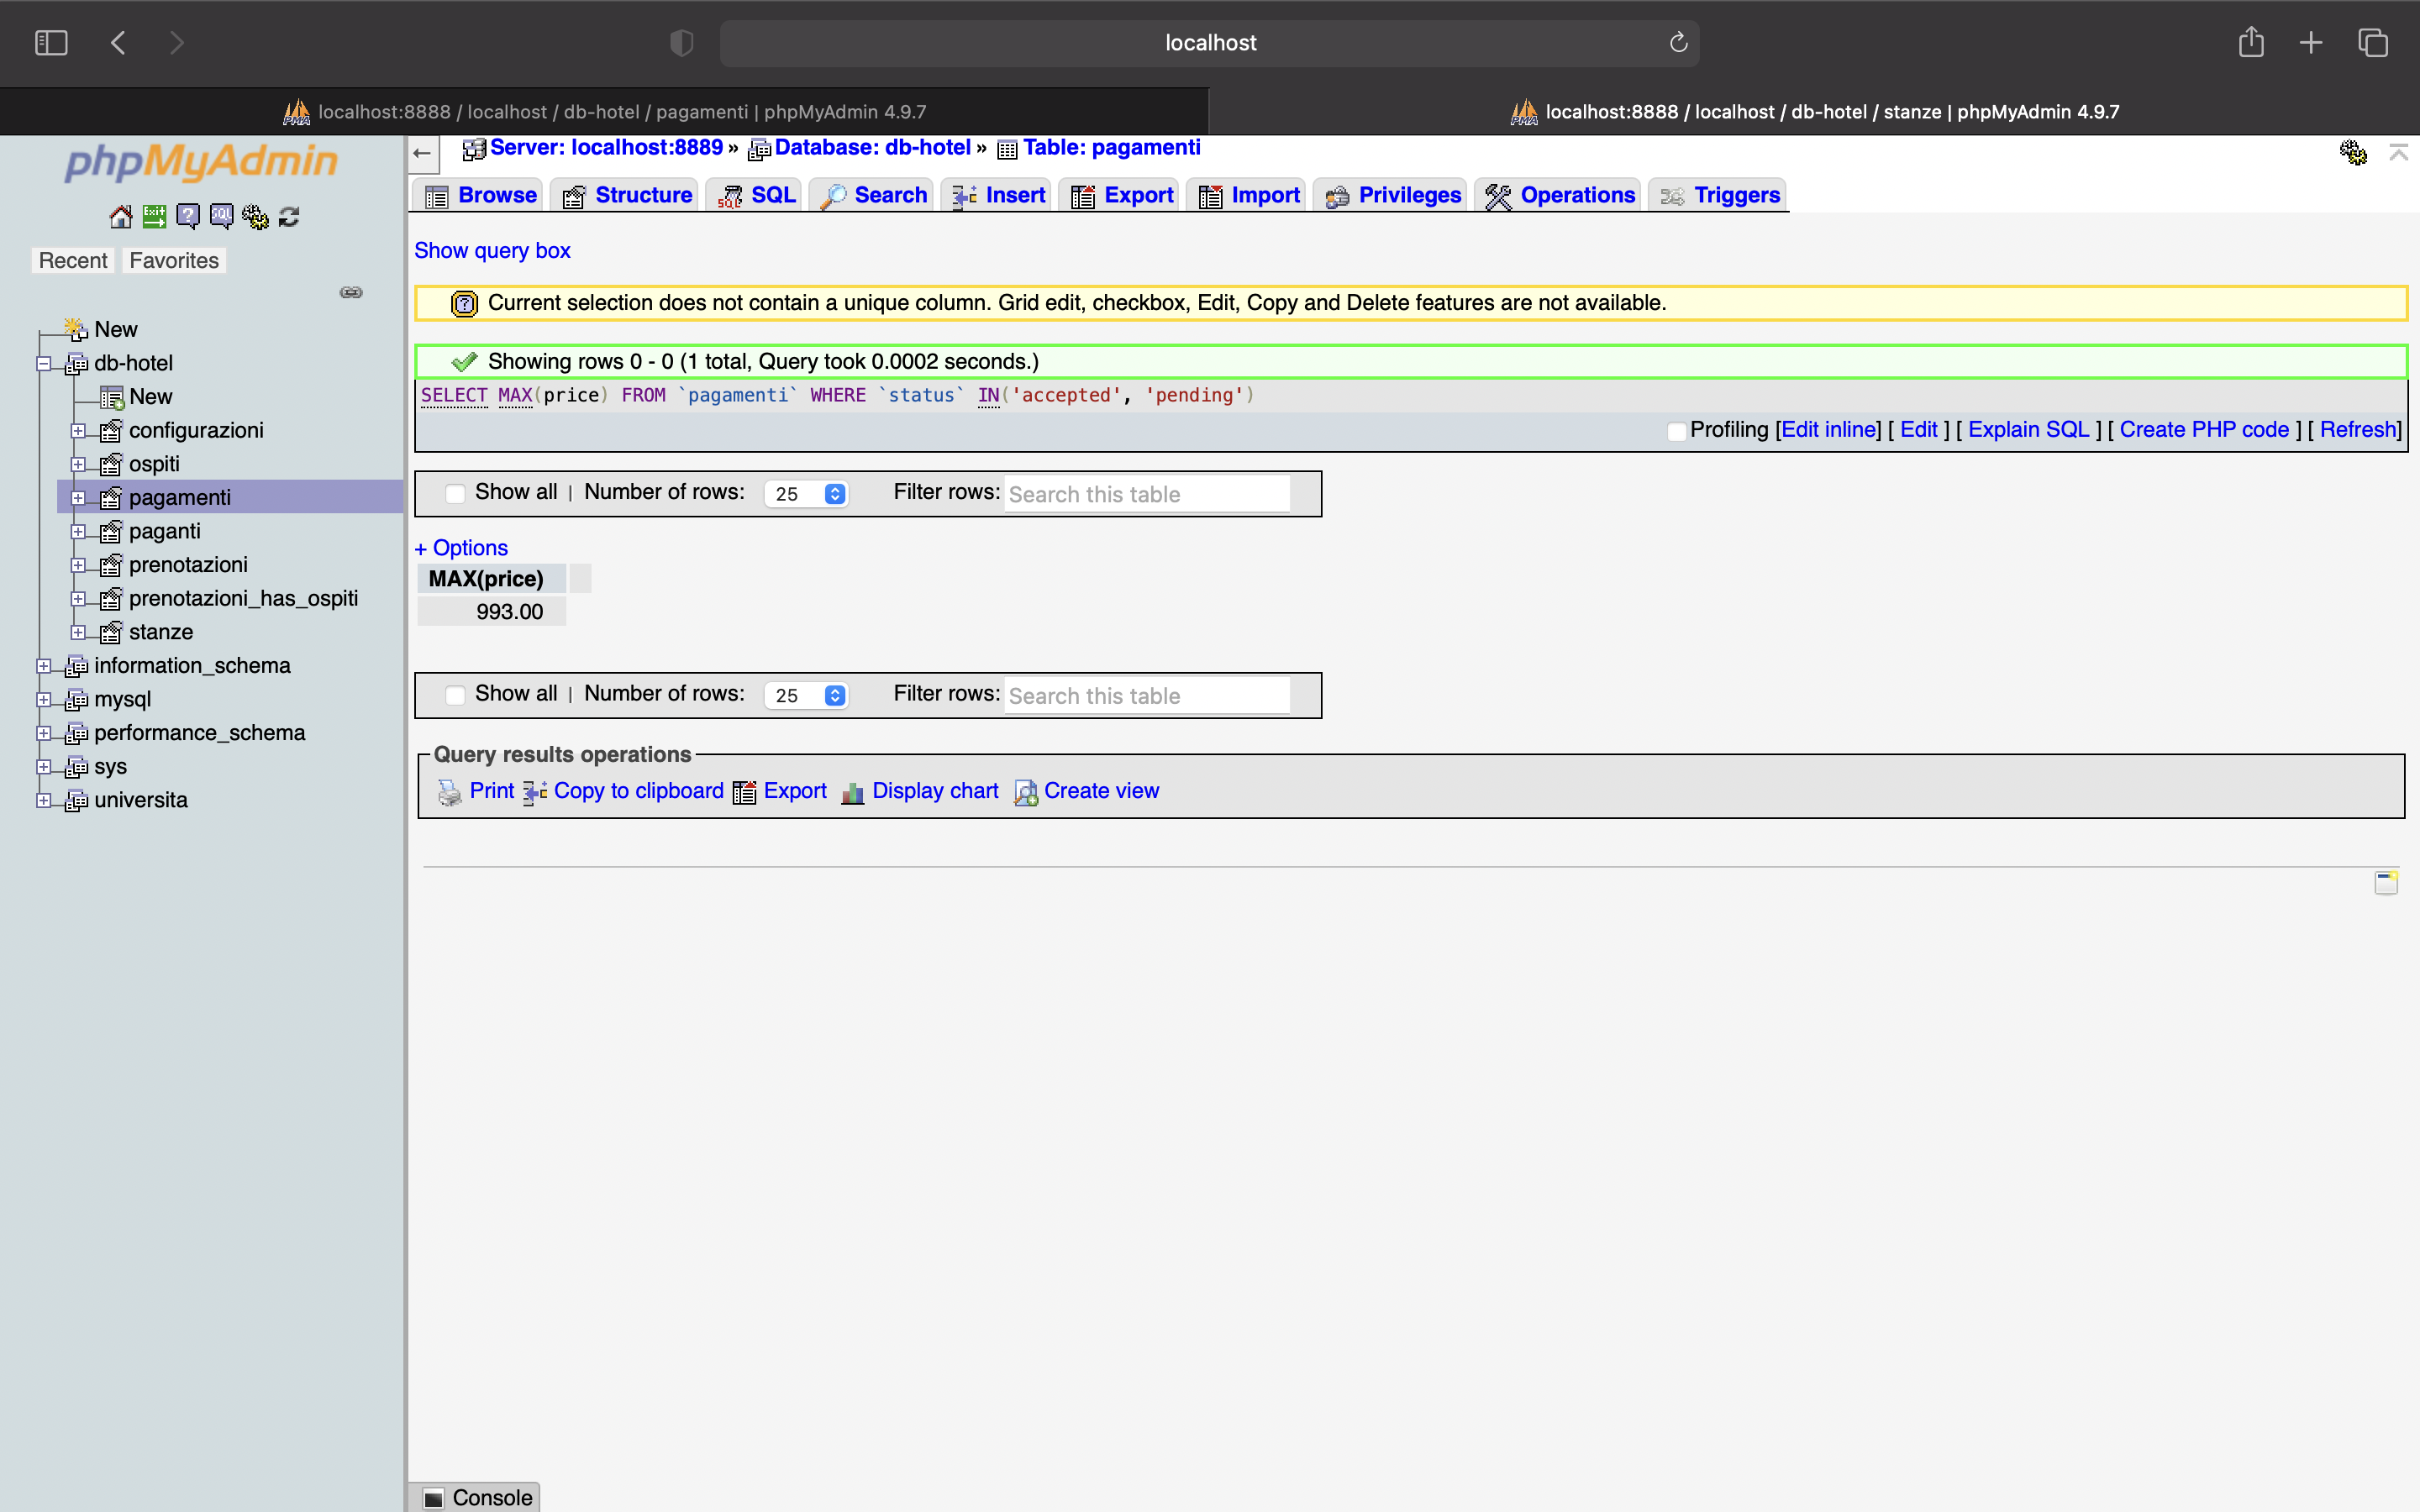 localhost
localhost:8888 / localhost / db-hotel / pagamenti | phpMyAdmin 4.9.7
localhost:8888 / localhost / db-hotel / stanze | phpMyAdmin 4.9.7
phpMyAdmin
Recent Favorites
New
db-hotel
New
configurazioni
ospiti
pagamenti
paganti
prenotazioni
prenotazioni_has_ospiti
stanze
information_schema
mysql
performance_schema
sys
universita
Server: localhost:8889 » Database: db-hotel » Table: pagamenti
Browse Structure SQL Search Insert Export Import Privileges Operations Triggers
Show query box
Current selection does not contain a unique column. Grid edit, checkbox, Edit, Copy and Delete features are not available.
Showing rows 0 - 0 (1 total, Query took 0.0002 seconds.)
SELECT MAX(price) FROM `pagamenti` WHERE `status` IN('accepted', 'pending')
Profiling [Edit inline] [ Edit ] [ Explain SQL ] [ Create PHP code ] [ Refresh]
Show all | Number of rows: 25 Filter rows: Search this table
+ Options
MAX(price)
993.00
Show all | Number of rows: 25 Filter rows: Search this table
Query results operations
Print Copy to clipboard Export Display chart Create view
Console